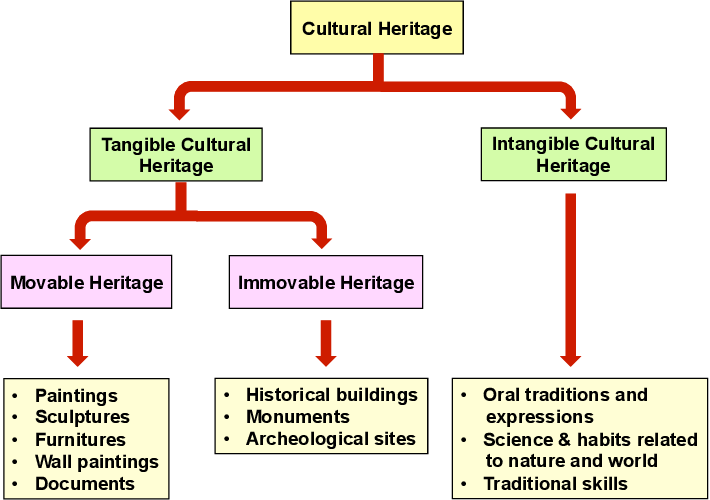 Cultural Heritage
Tangible Cultural
Heritage
Intangible Cultural
Heritage
Movable Heritage
Immovable Heritage
• Paintings
• Sculptures
• Furnitures
• Wall paintings
• Documents
• Historical buildings
• Monuments
• Archeological sites
• Oral traditions and
expressions
• Science & habits related
to nature and world
• Traditional skills